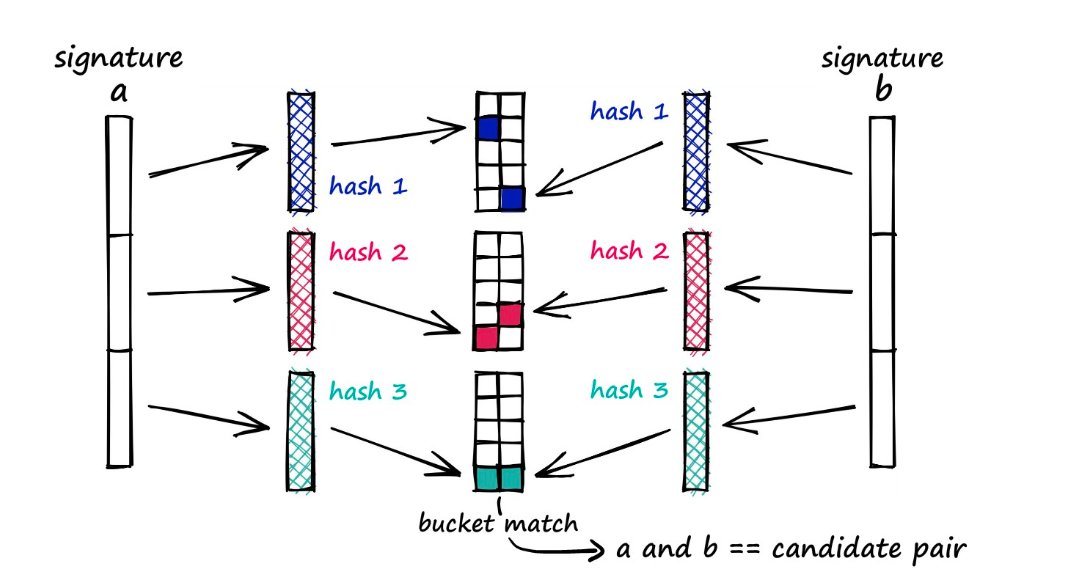 signature
a
signature
b
hash 1
hash 1
hash 2
hash 2
hash 3
hash 3
bucket match
a and b == candidate pair